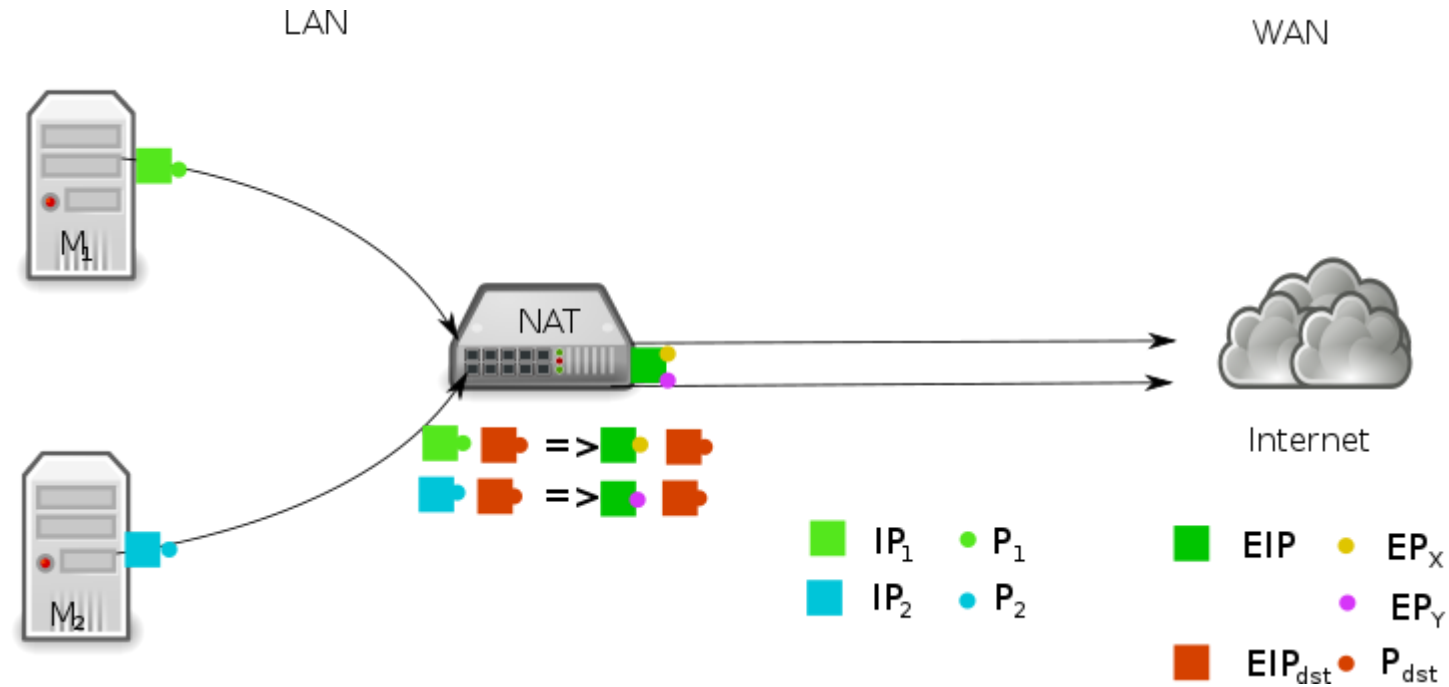 LAN
WAN
M1
NAT
=>
=>
Internet
IP1 P1
EIP EPX
IP2 P2
EPY
M2
EIPdst Pdst